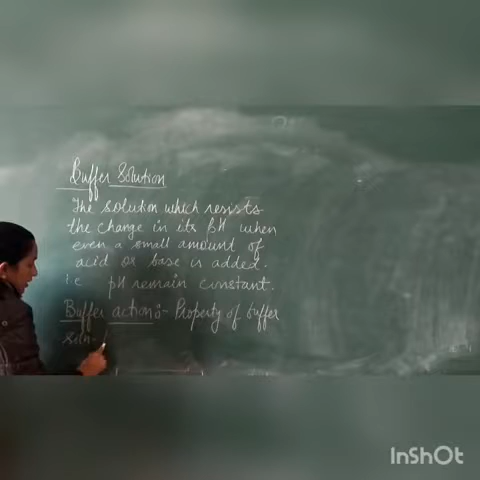 Buffer Solution
The solution which resists
the change in its pH when
even a small amount of
acid or base is added.
i.e pH remain constant.
Buffer action:- Property of buffer
soln.
InShOt